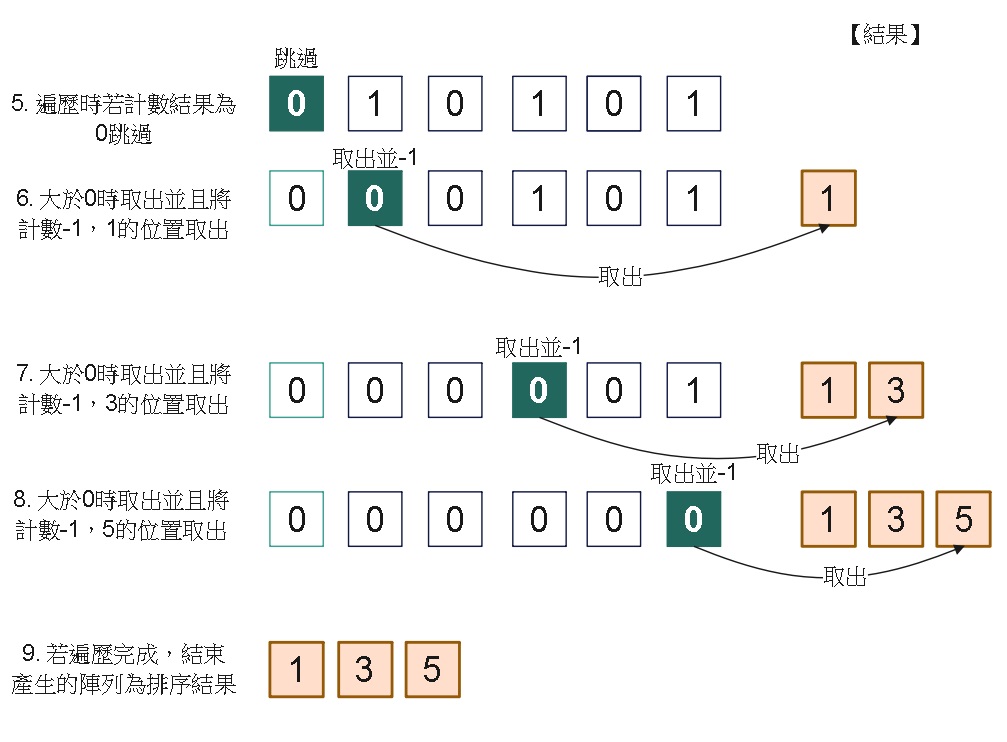 【結果】
跳過
5. 遍歷時若計數結果為
0跳過
0 1 0 1 0 1
取出並-1
6. 大於0時取出並且將
計數-1，1的位置取出
0 0 0 1 0 1 1
取出
取出並-1
7. 大於0時取出並且將
計數-1，3的位置取出
0 0 0 0 0 1 1 3
取出
取出並-1
8. 大於0時取出並且將
計數-1，5的位置取出
0 0 0 0 0 0 1 3 5
取出
9. 若遍歷完成，結束
產生的陣列為排序結果
1 3 5